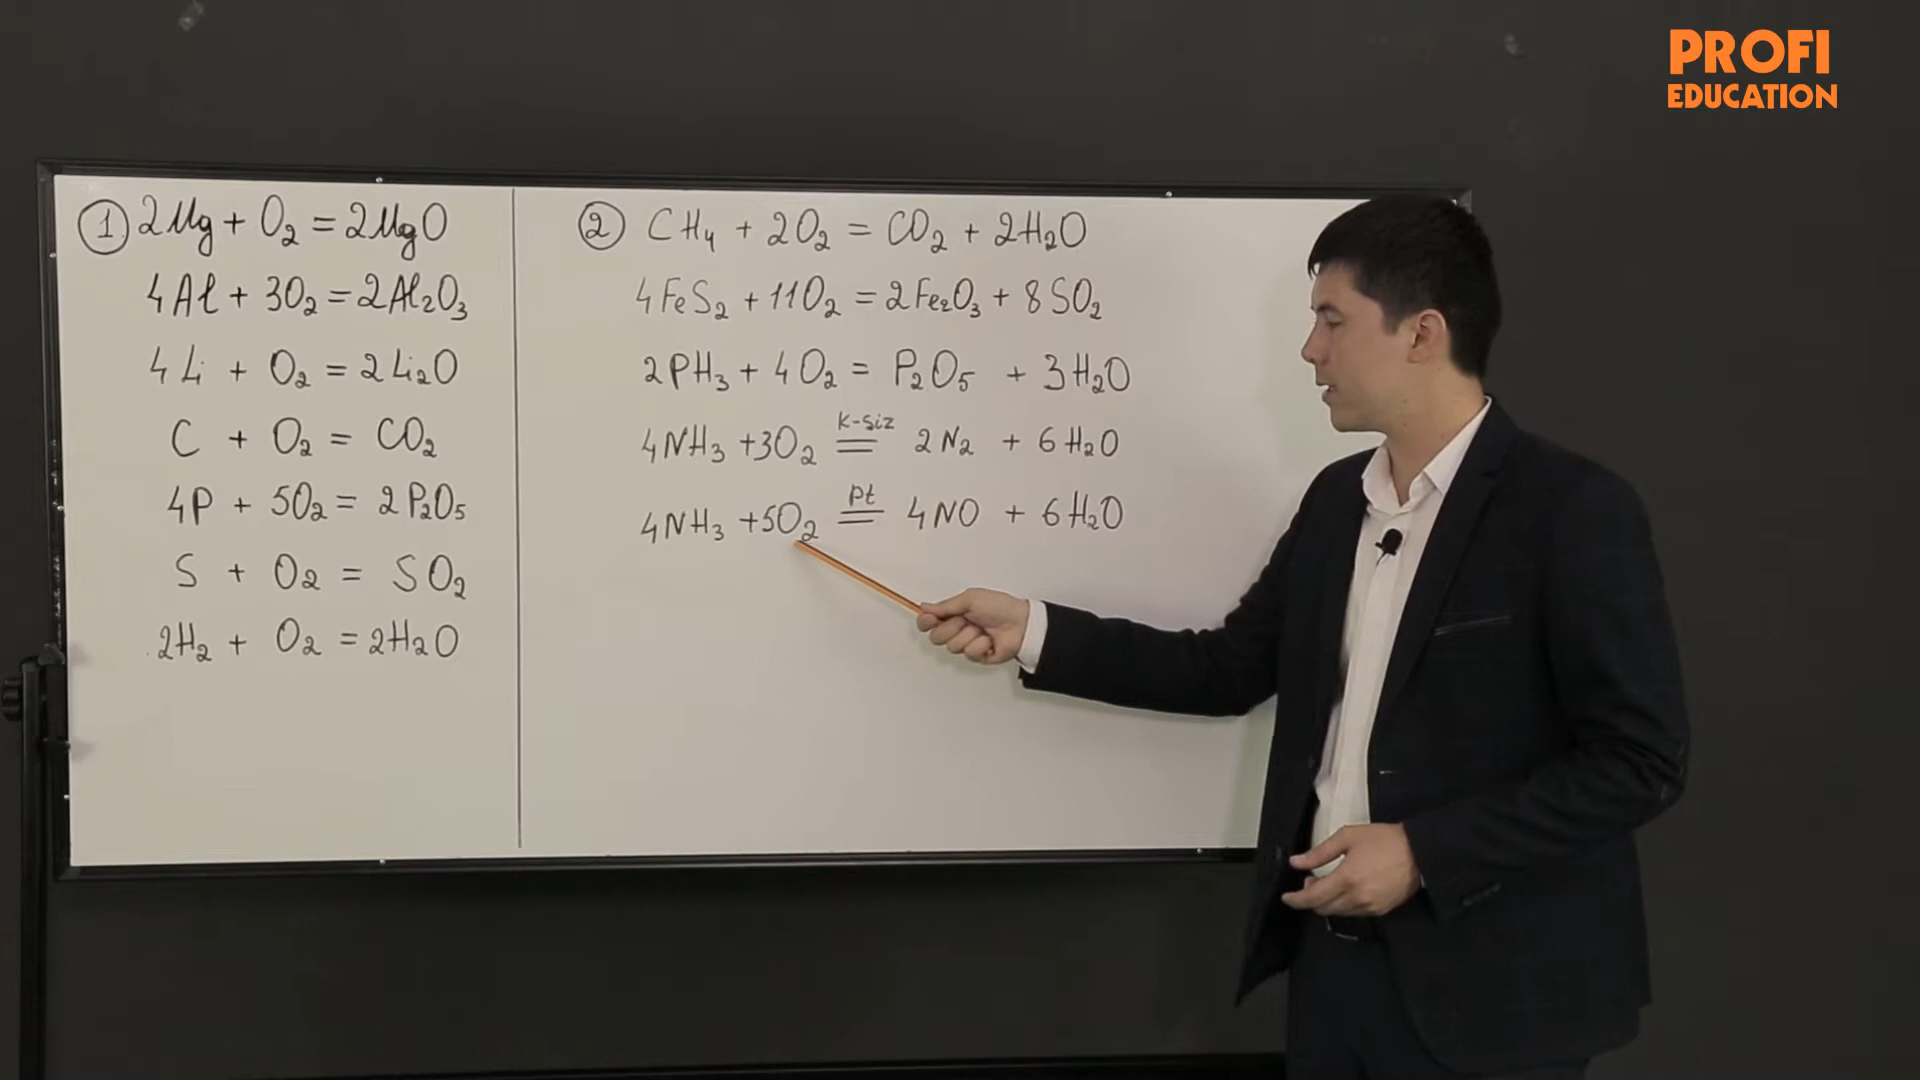 PROFI
EDUCATION
① 2Mg + O₂ = 2MgO
4Al + 3O₂ = 2Al₂O₃
4Li + O₂ = 2Li₂O
C + O₂ = CO₂
4P + 5O₂ = 2P₂O₅
S + O₂ = SO₂
2H₂ + O₂ = 2H₂O
② CH₄ + 2O₂ = CO₂ + 2H₂O
4FeS₂ + 11O₂ = 2Fe₂O₃ + 8SO₂
2PH₃ + 4O₂ = P₂O₅ + 3H₂O
k-siz
4NH₃ + 3O₂ = 2N₂ + 6H₂O
pt
4NH₃ + 5O₂ = 4NO + 6H₂O